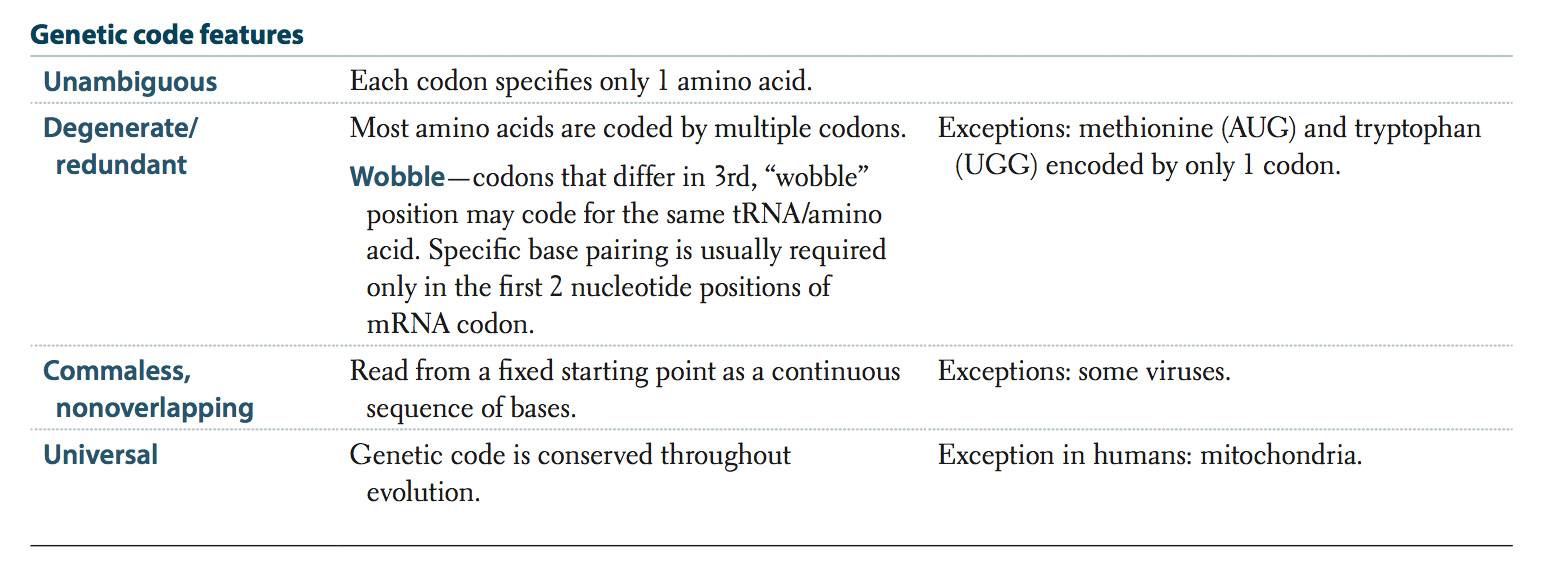 Genetic code features
Unambiguous
Each codon specifies only 1 amino acid.
Degenerate/
redundant
Most amino acids are coded by multiple codons.
Wobble—codons that differ in 3rd, “wobble”
position may code for the same tRNA/amino
acid. Specific base pairing is usually required
only in the first 2 nucleotide positions of
mRNA codon.
Exceptions: methionine (AUG) and tryptophan
(UGG) encoded by only 1 codon.
Commaless,
nonoverlapping
Read from a fixed starting point as a continuous
sequence of bases.
Exceptions: some viruses.
Universal
Genetic code is conserved throughout
evolution.
Exception in humans: mitochondria.